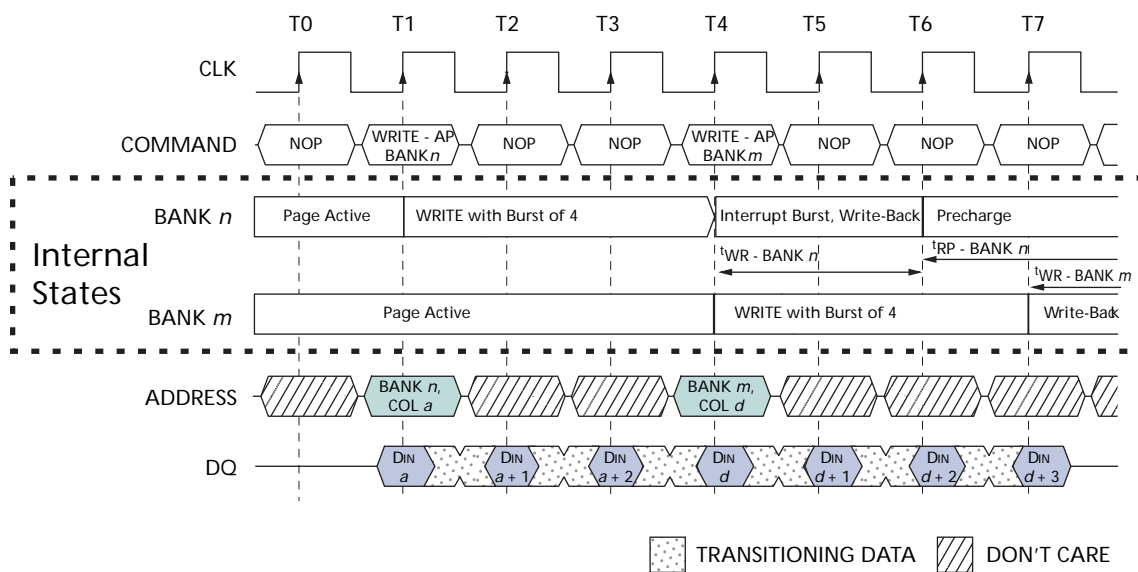 T0 T1 T2 T3 T4 T5 T6 T7
CLK
COMMAND NOP WRITE - AP BANK n NOP NOP WRITE - AP BANK m NOP NOP NOP
Internal States
BANK n Page Active WRITE with Burst of 4 Interrupt Burst, Write-Back Precharge
tWR - BANK n tRP - BANK n
tWR - BANK m
BANK m Page Active WRITE with Burst of 4 Write-Back
ADDRESS BANK n, COL a BANK m, COL d
DQ DIN a DIN a + 1 DIN a + 2 DIN d DIN d + 1 DIN d + 2 DIN d + 3
TRANSITIONING DATA DON'T CARE